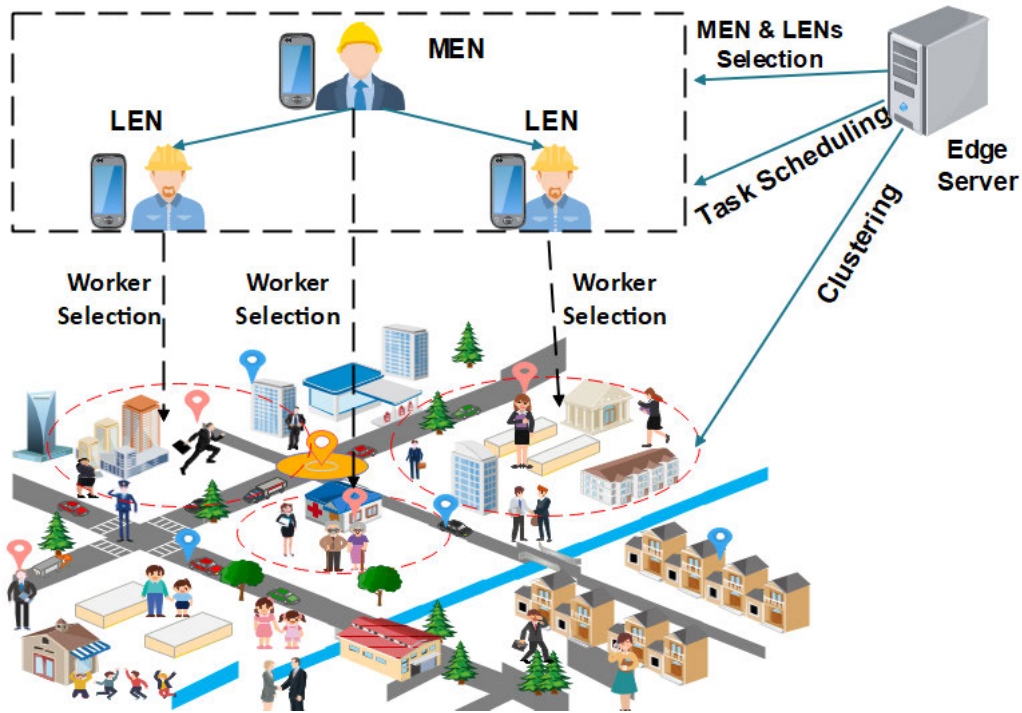 MEN
MEN & LENs
Selection
LEN
LEN
Task Scheduling
Edge
Server
Clustering
Worker
Selection
Worker
Selection
Worker
Selection